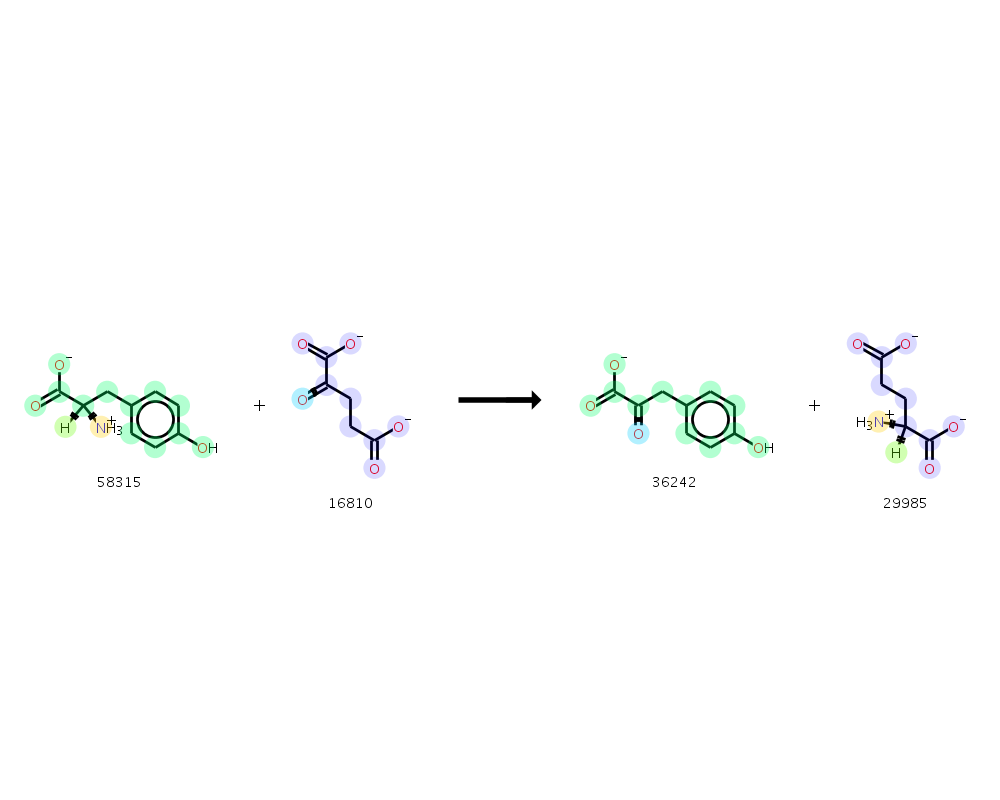 O− O H NH3+ OH
58315
+
O O− O O− O
16810
O− O O OH
36242
+
O O− H3N+ H O− O
29985